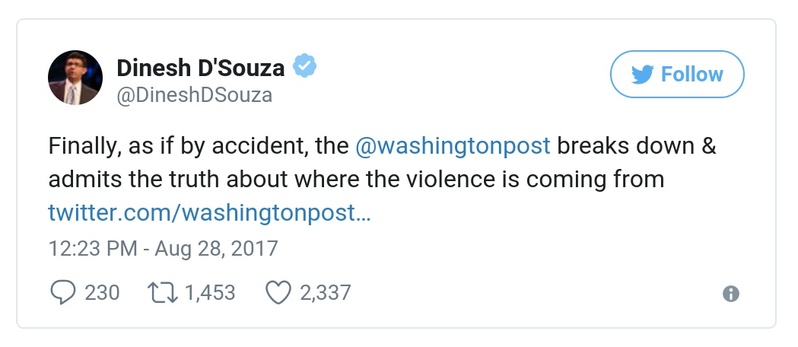 Dinesh D'Souza
@DineshDSouza
Follow
Finally, as if by accident, the @washingtonpost breaks down &
admits the truth about where the violence is coming from
twitter.com/washingtonpost…
12:23 PM - Aug 28, 2017
230 1,453 2,337